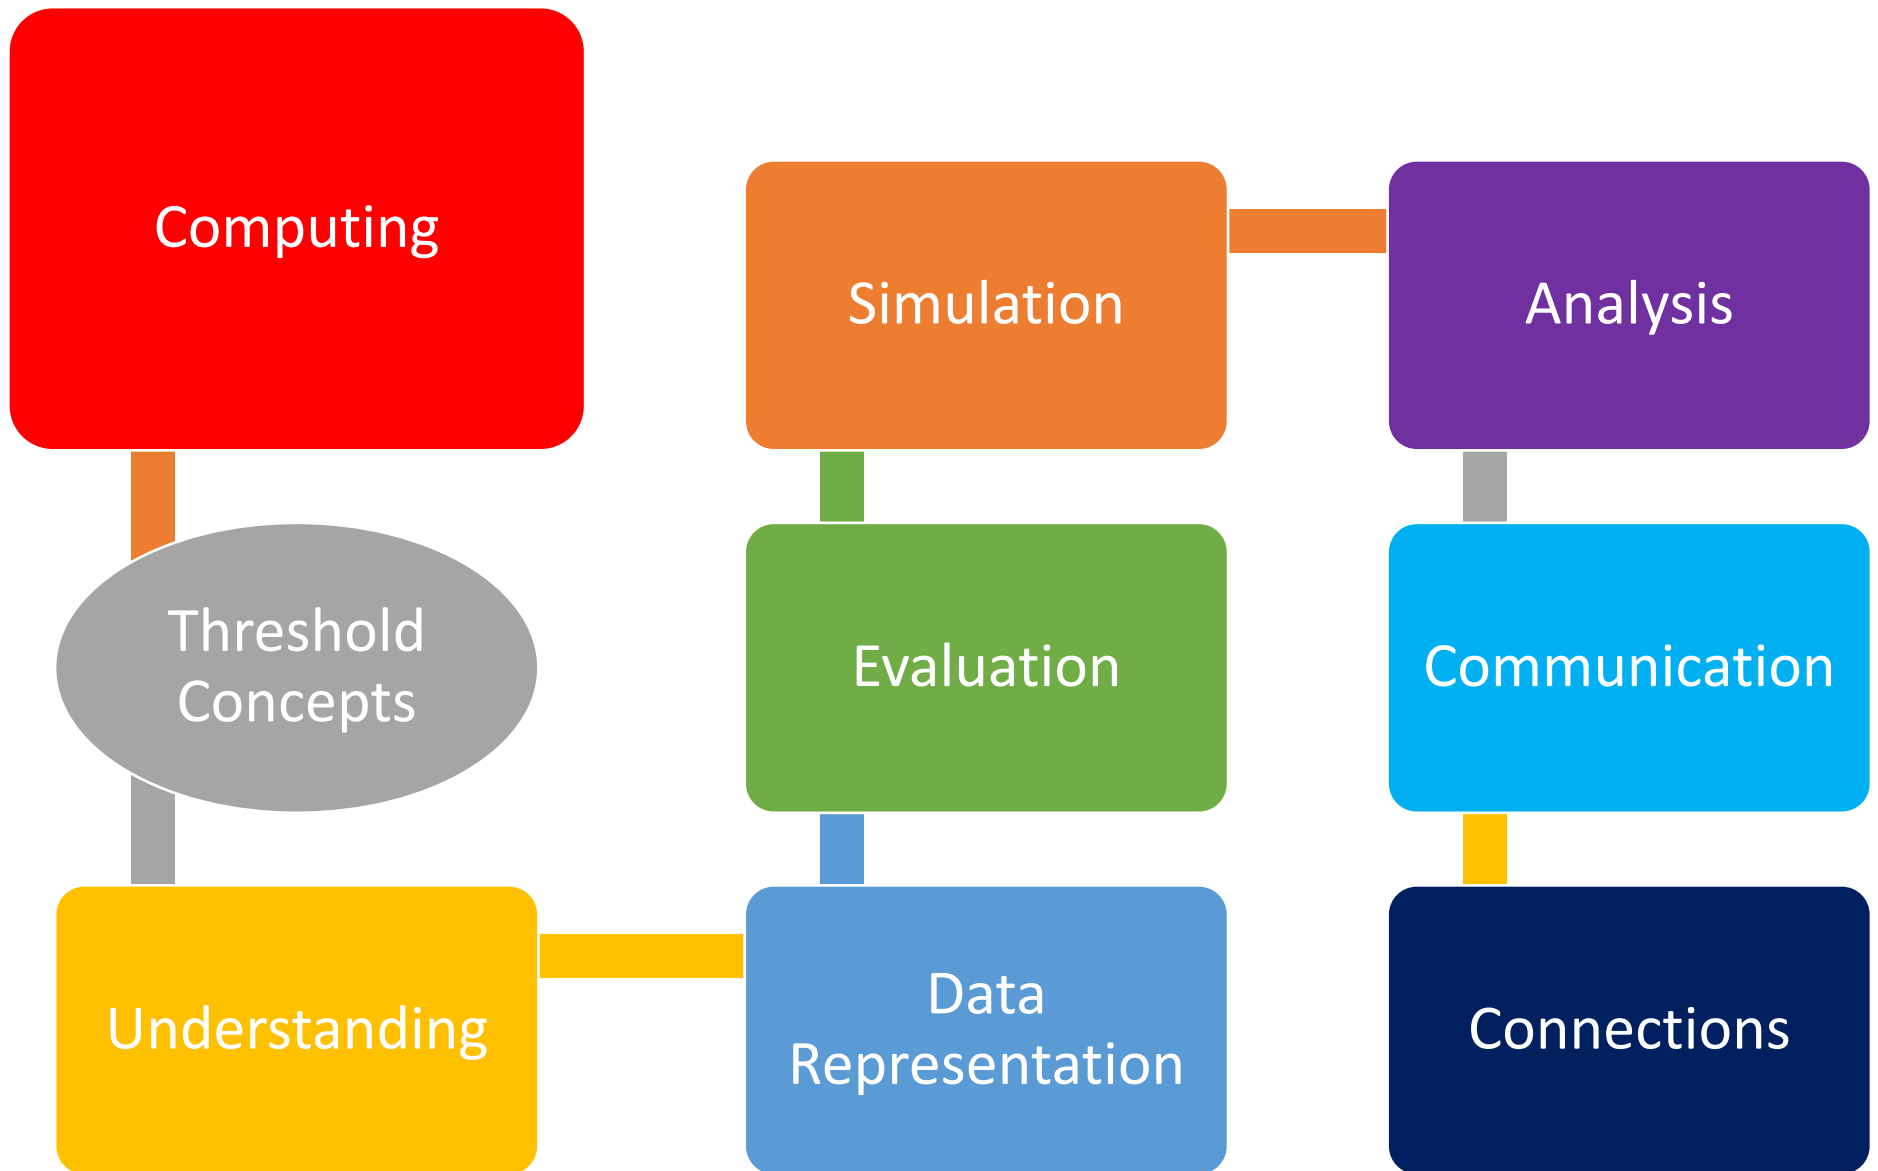 Computing
Threshold
Concepts
Understanding
Data
Representation
Evaluation
Simulation
Analysis
Communication
Connections